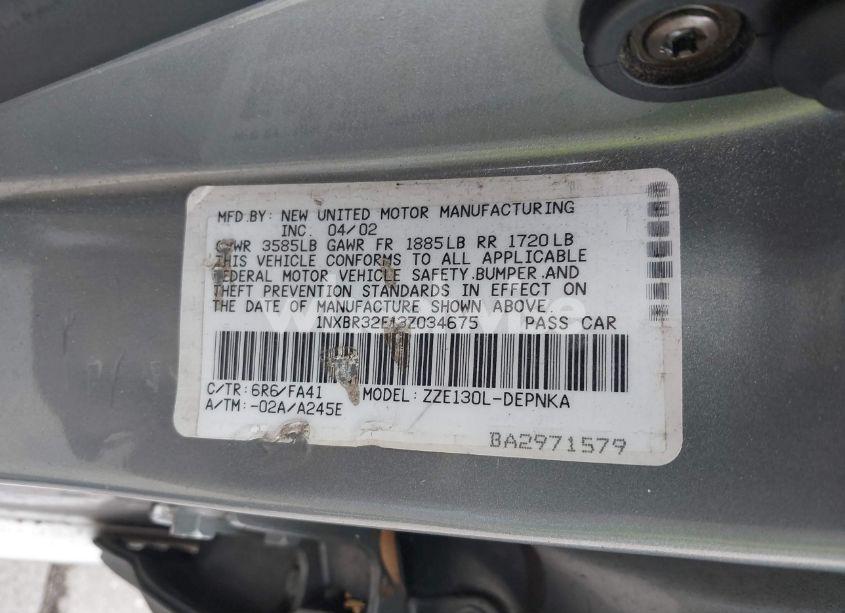 MFD.BY: NEW UNITED MOTOR MANUFACTURING
INC. 04/02
GVWR 3585LB GAWR FR 1885LB RR 1720LB
THIS VEHICLE CONFORMS TO ALL APPLICABLE
FEDERAL MOTOR VEHICLE SAFETY,BUMPER,AND
THEFT PREVENTION STANDARDS IN EFFECT ON
THE DATE OF MANUFACTURE SHOWN ABOVE.
1NXBR32E13Z034675 PASS CAR
C/TR:6R6/FA41 MODEL:ZZE130L-DEPNKA
A/TM:-02A/A245E
BA2971579